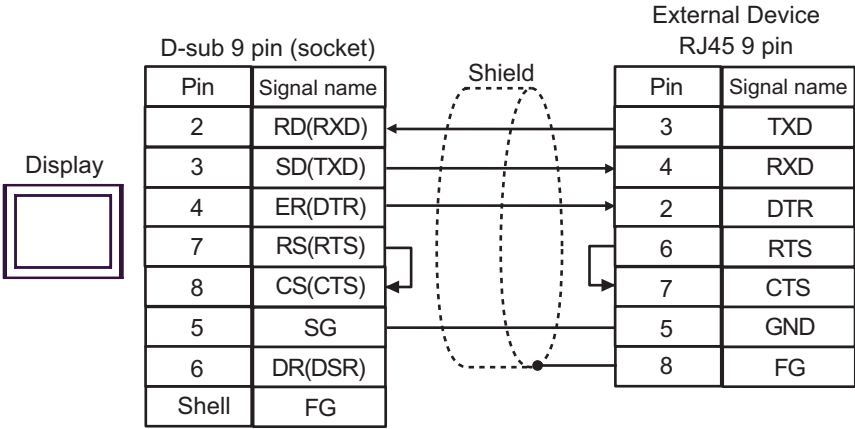 External Device
D-sub 9 pin (socket)
RJ45 9 pin
Shield
Pin Signal name
Pin Signal name
2 RD(RXD)
3 TXD
Display
3 SD(TXD)
4 RXD
4 ER(DTR)
2 DTR
7 RS(RTS)
6 RTS
8 CS(CTS)
7 CTS
5 SG
5 GND
6 DR(DSR)
8 FG
Shell FG